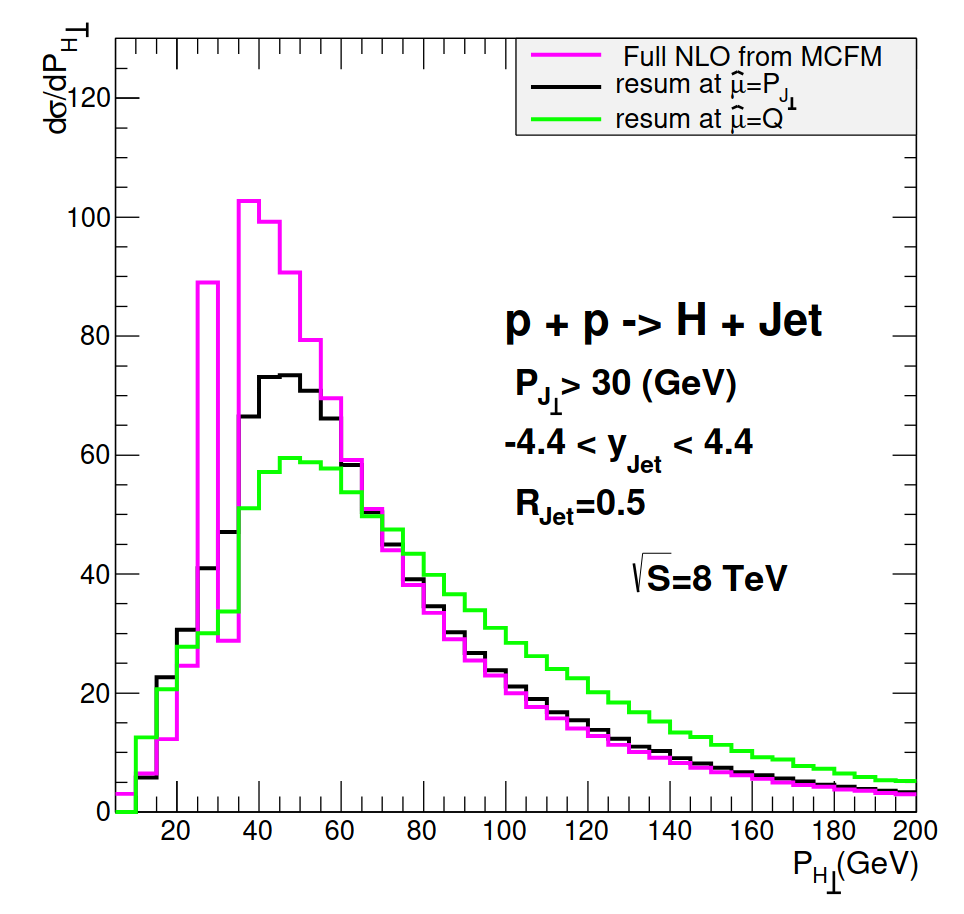 dσ/dP_H⊥
Full NLO from MCFM
resum at μ̂=P_J⊥
resum at μ̂=Q
p + p -> H + Jet
P_J⊥> 30 (GeV)
-4.4 < y_Jet < 4.4
R_Jet=0.5
√S=8 TeV
120
100
80
60
40
20
0
20 40 60 80 100 120 140 160 180 200
P_H⊥(GeV)